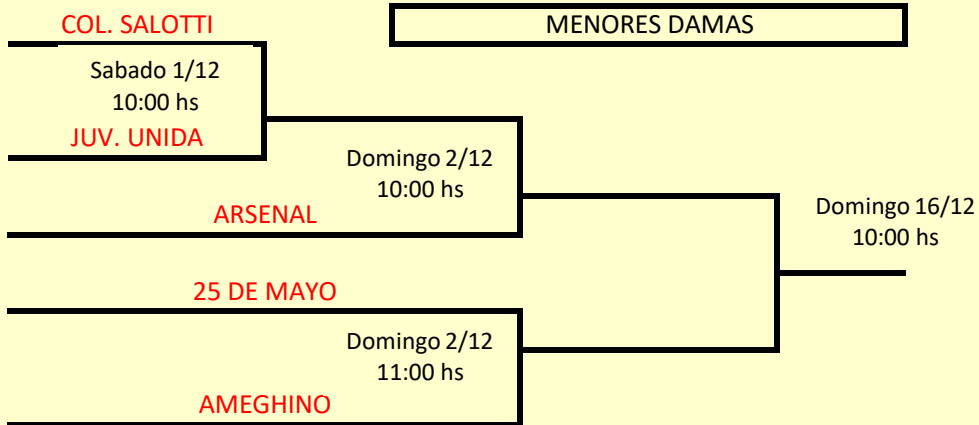 COL. SALOTTI
MENORES DAMAS
Sabado 1/12
10:00 hs
JUV. UNIDA
Domingo 2/12
10:00 hs
ARSENAL
Domingo 16/12
10:00 hs
25 DE MAYO
Domingo 2/12
11:00 hs
AMEGHINO